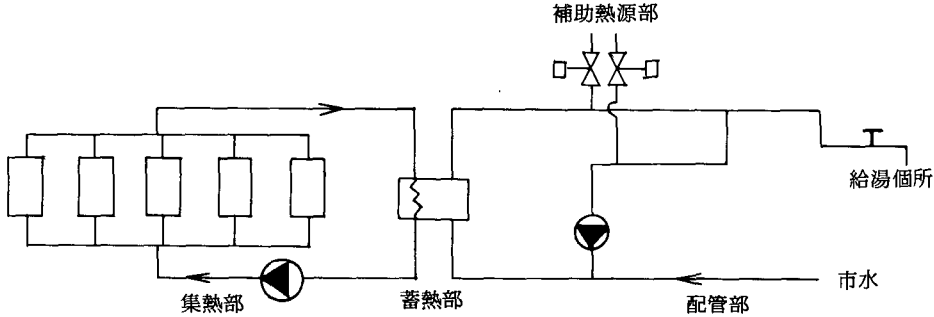 補助熱源部
給湯個所
市水
集熱部
蓄熱部
配管部